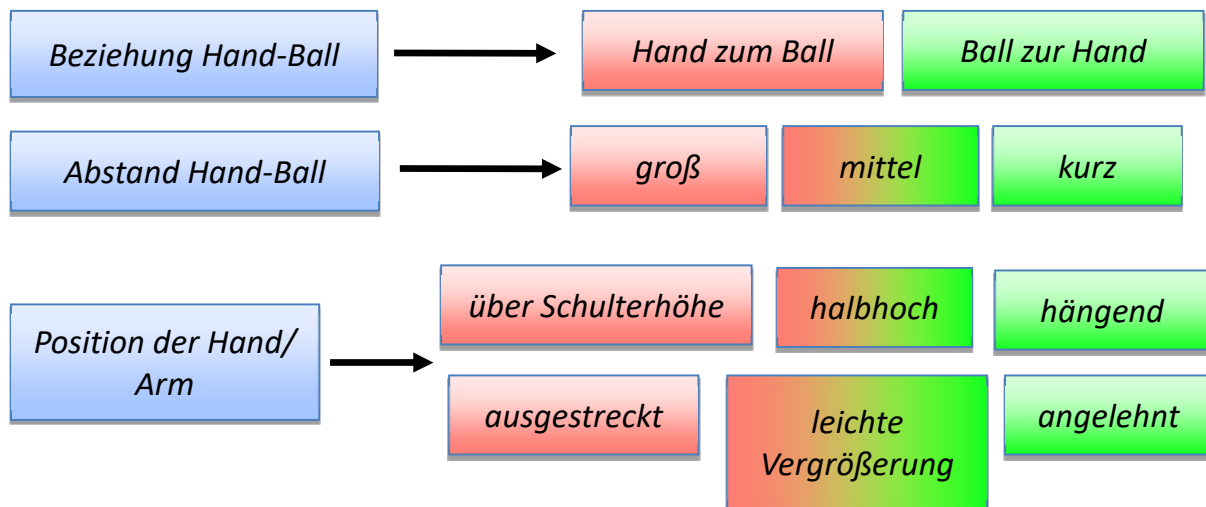 Beziehung Hand-Ball
Hand zum Ball
Ball zur Hand
Abstand Hand-Ball
groß
mittel
kurz
Position der Hand/
Arm
über Schulterhöhe
halbhoch
hängend
ausgestreckt
leichte
Vergrößerung
angelehnt